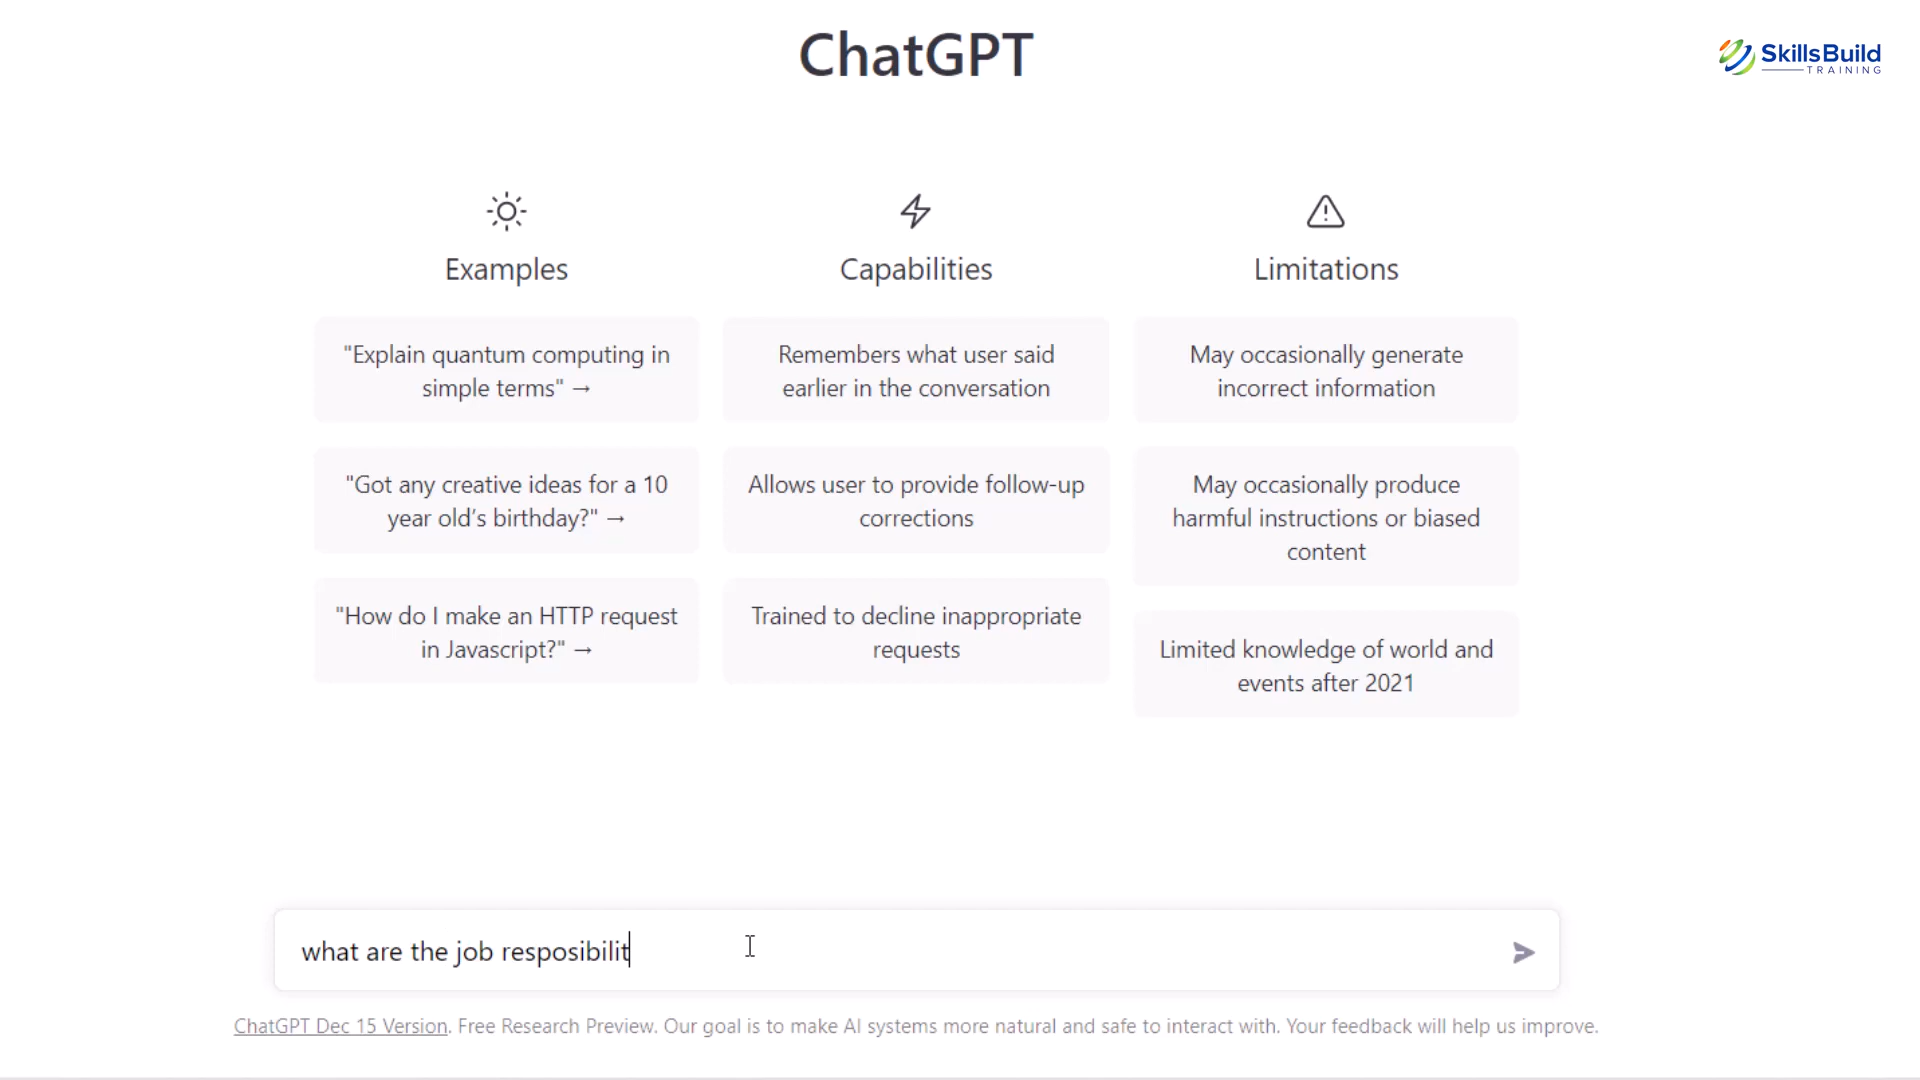 ChatGPT
SkillsBuild
TRAINING
Examples
"Explain quantum computing in
simple terms" →
"Got any creative ideas for a 10
year old’s birthday?" →
"How do I make an HTTP request
in Javascript?" →
Capabilities
Remembers what user said
earlier in the conversation
Allows user to provide follow-up
corrections
Trained to decline inappropriate
requests
Limitations
May occasionally generate
incorrect information
May occasionally produce
harmful instructions or biased
content
Limited knowledge of world and
events after 2021
what are the job resposibilit
ChatGPT Dec 15 Version. Free Research Preview. Our goal is to make AI systems more natural and safe to interact with. Your feedback will help us improve.